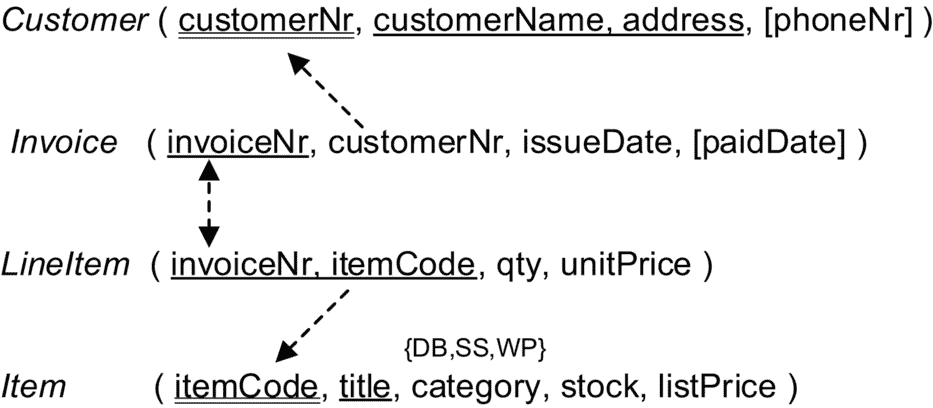 Customer ( customerNr, customerName, address, [phoneNr] )
Invoice ( invoiceNr, customerNr, issueDate, [paidDate] )
LineItem ( invoiceNr, itemCode, qty, unitPrice )
{DB,SS,WP}
Item ( itemCode, title, category, stock, listPrice )